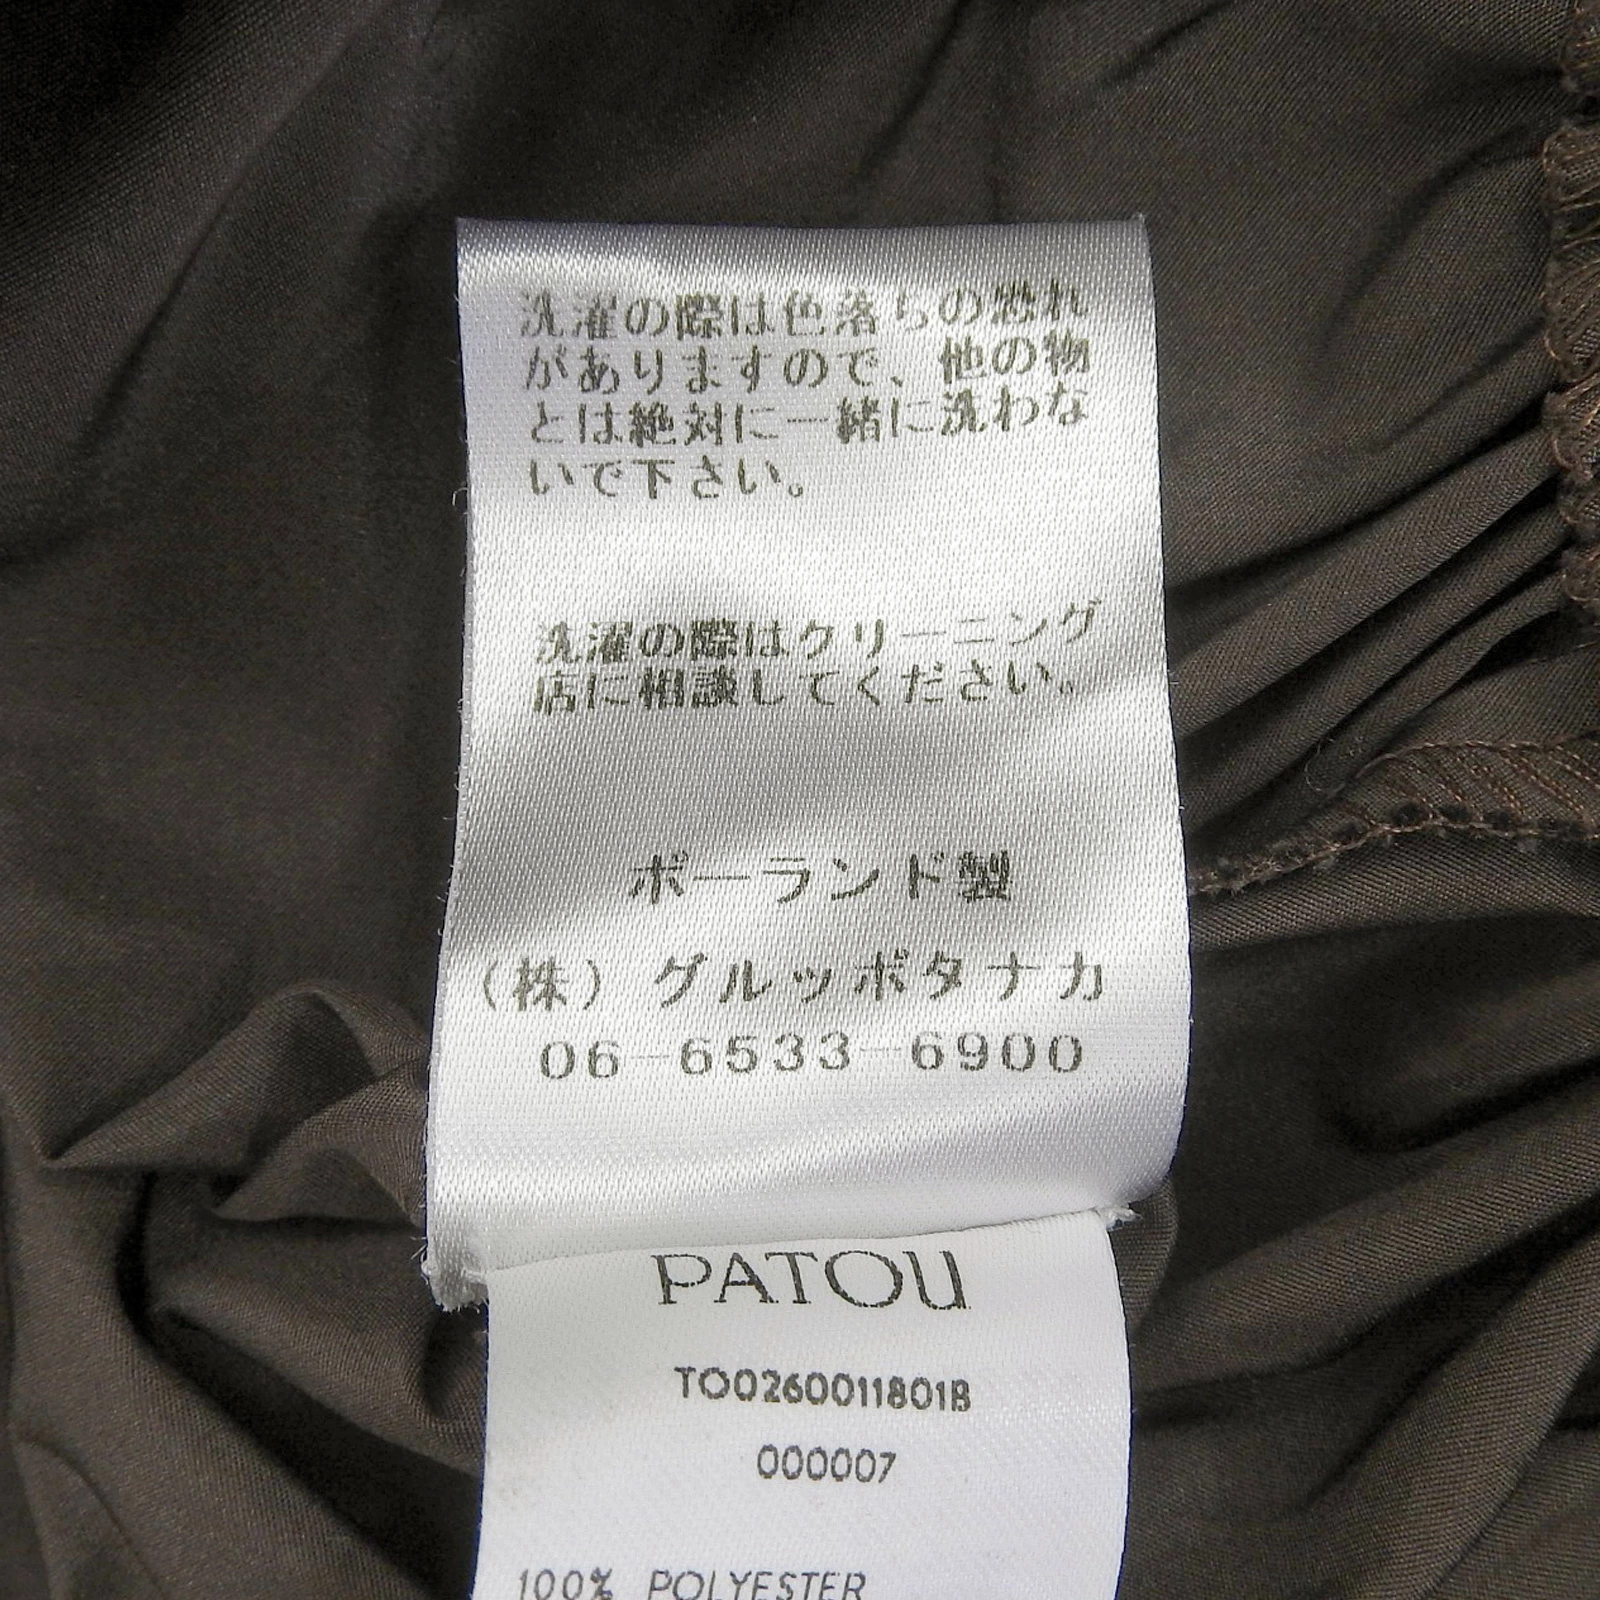 洗濯の際は色落ちの恐れ
がありますので、他の物
とは絶対に一緒に洗わな
いで下さい。
洗濯の際はクリーニング
店に相談してください。
ポーランド製
(株)グルッポタナカ
06-6533-6900
PATOU
TO0260011801B
000007
100% POLYESTER